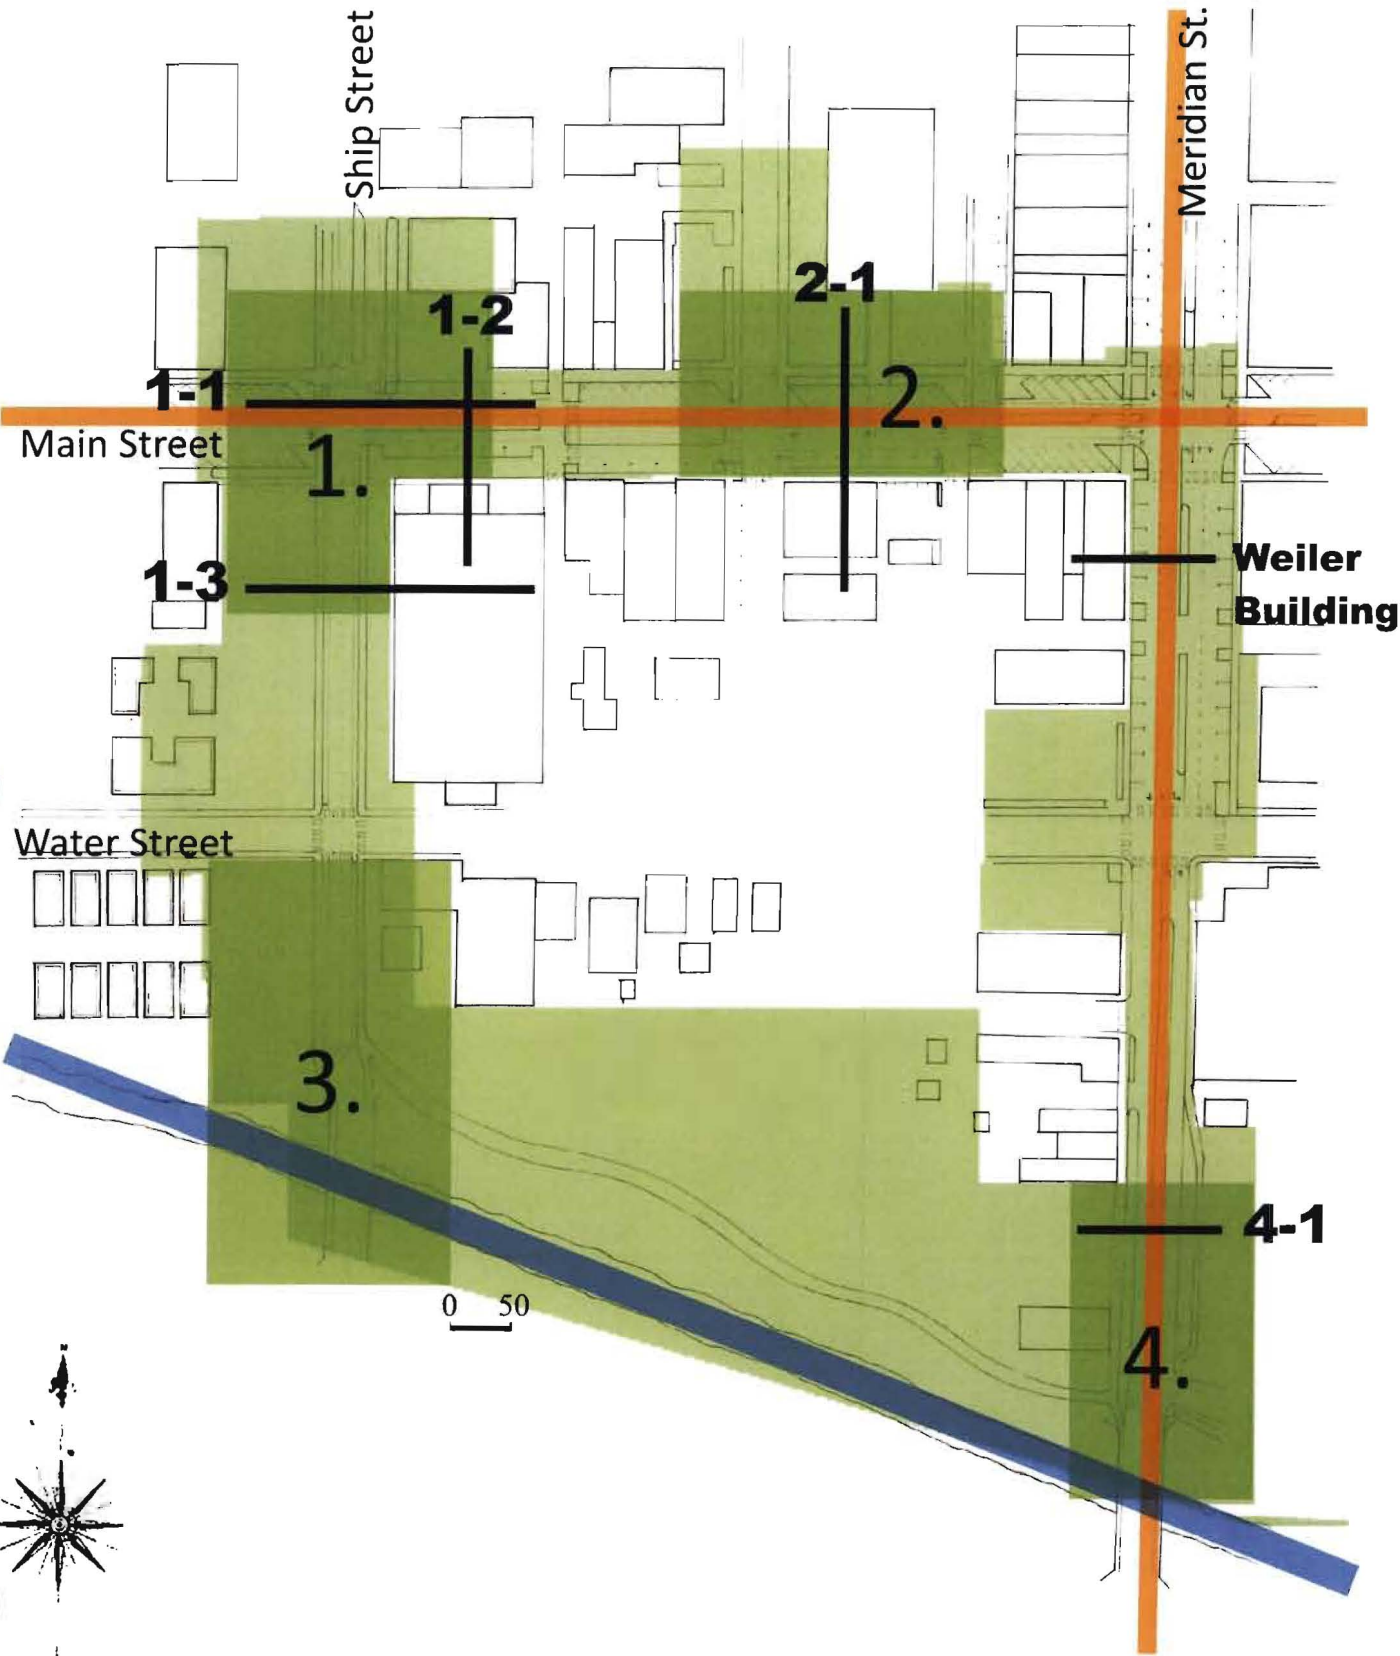 Ship Street
Meridian St.
2-1
1-2
1-1
2.
Main Street
1.
Weiler
Building
1-3
Water Street
3.
4-1
0 50
4.